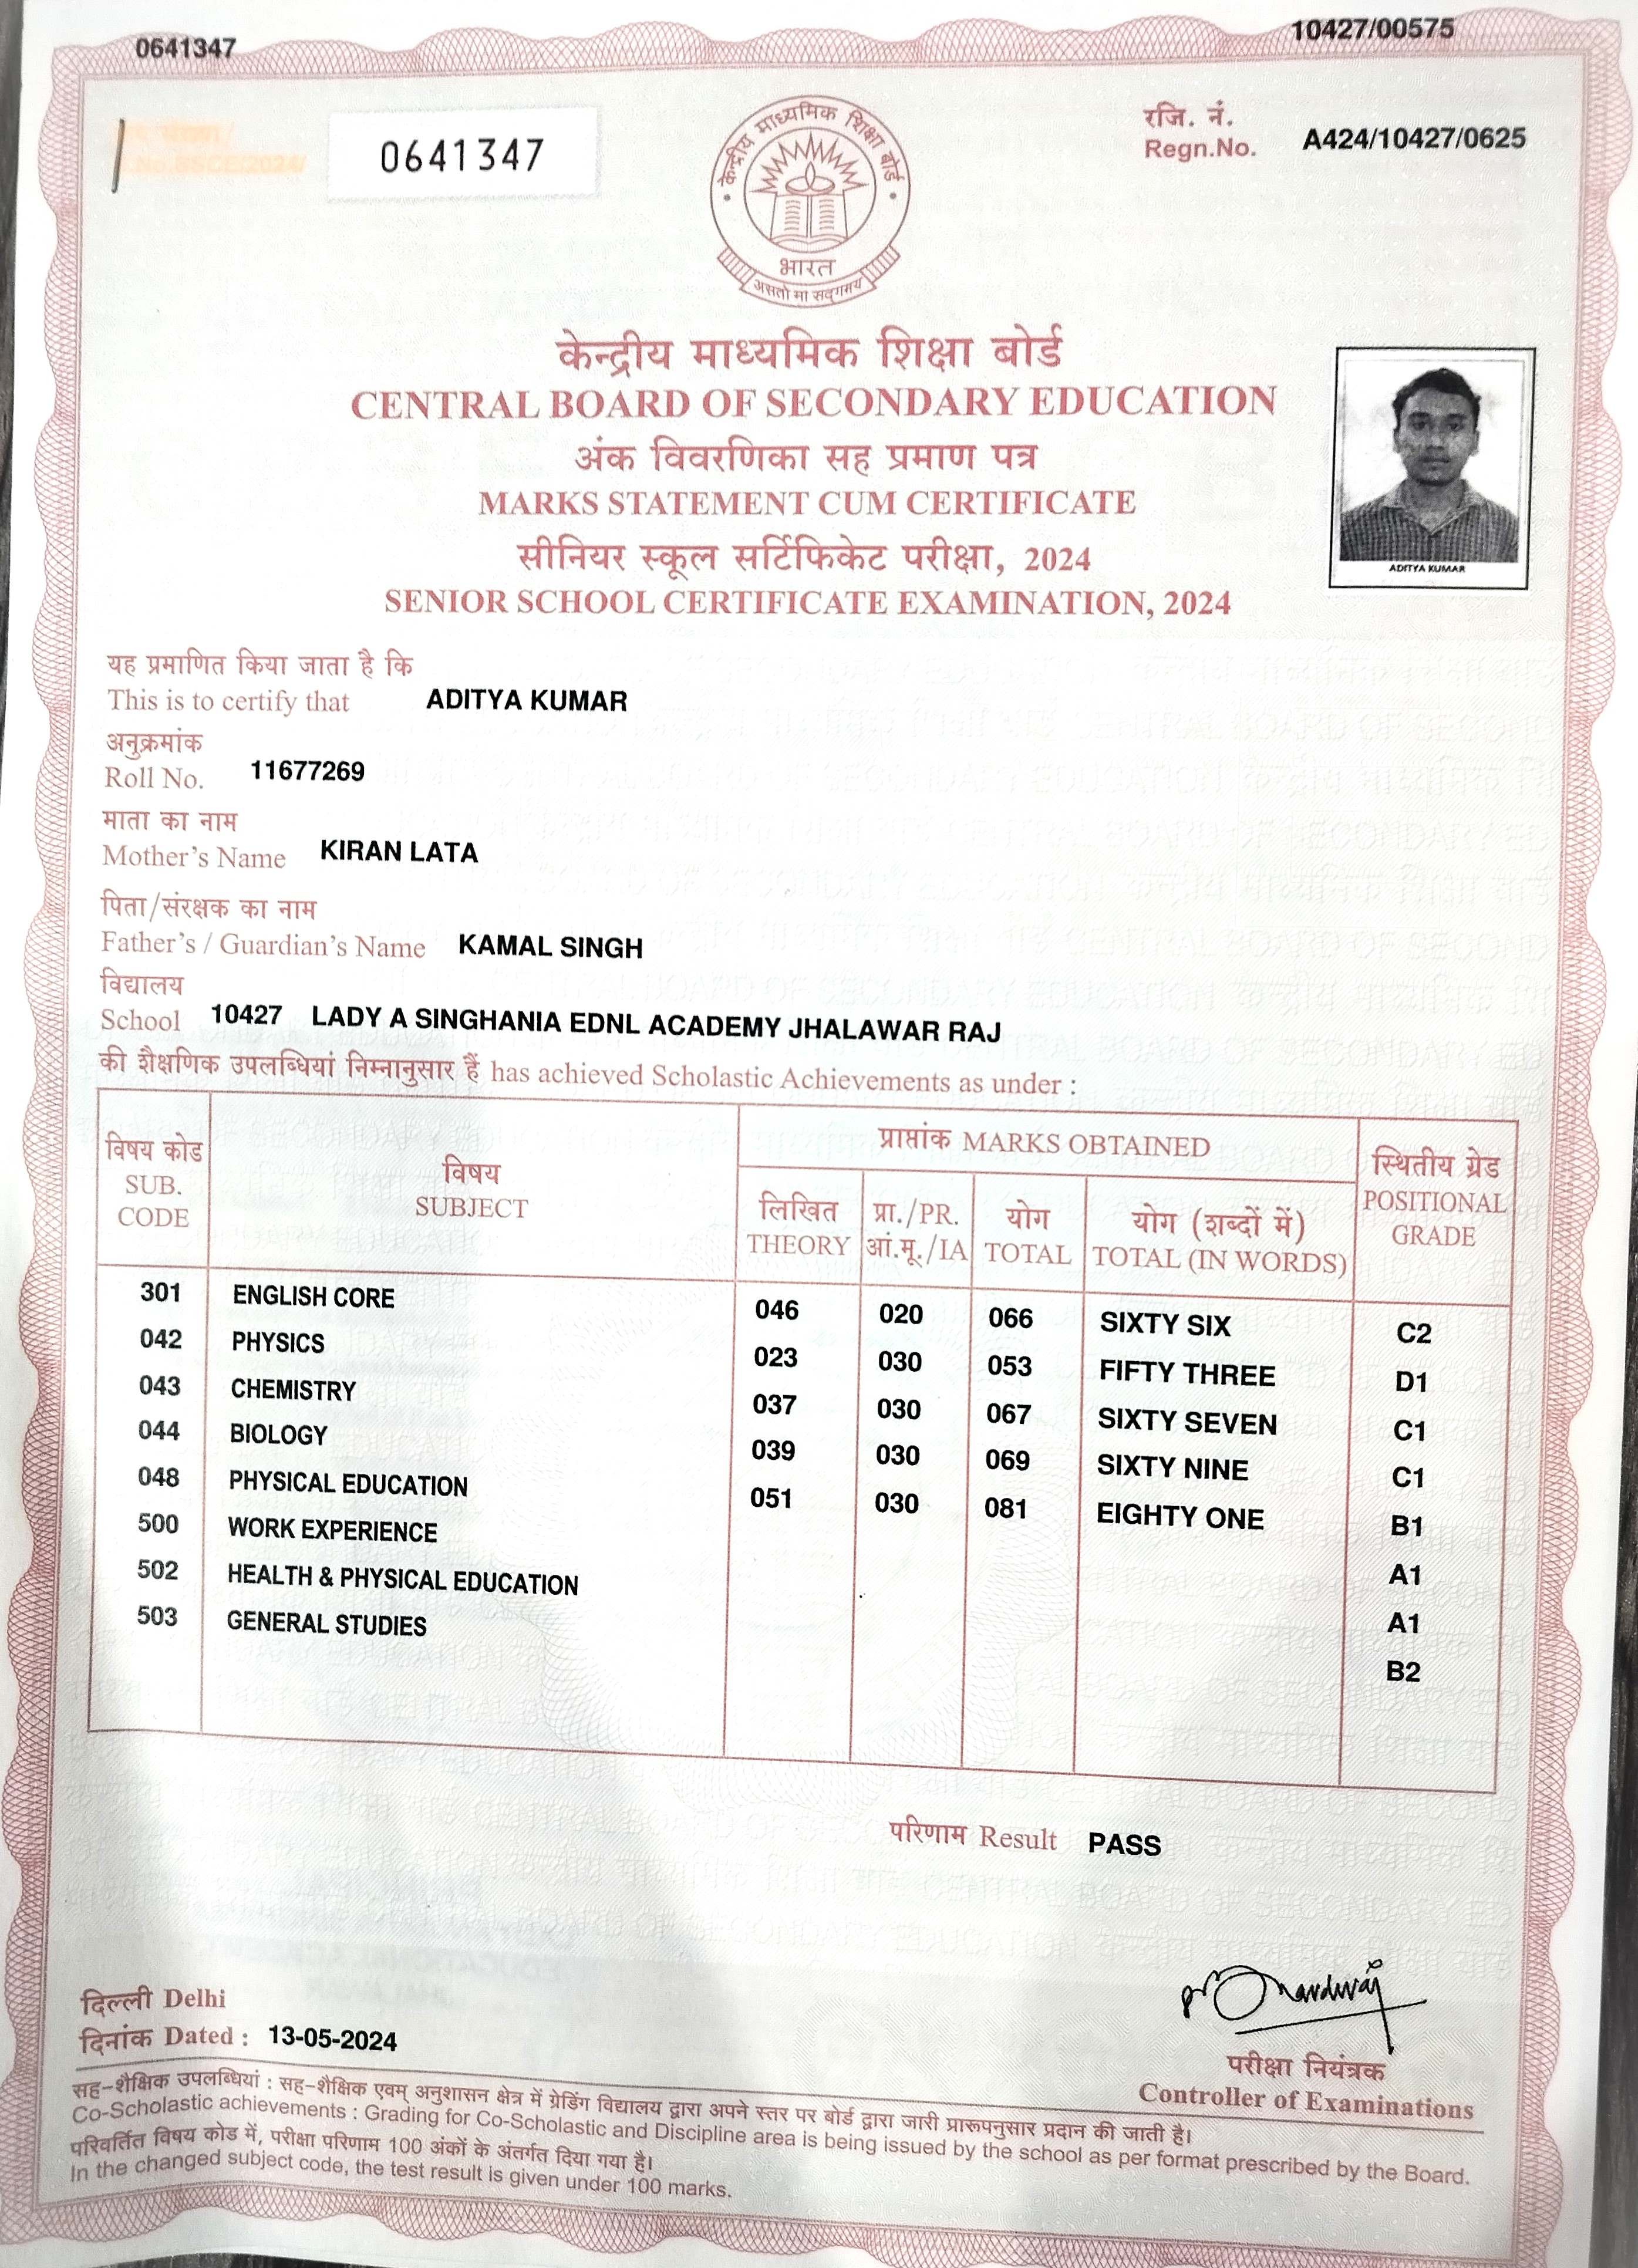 0641347
10427/00575
0641347
रजि. नं.
Regn.No. A424/10427/0625
केन्द्रीय माध्यमिक शिक्षा बोर्ड
भारत
असतो मा सद्गमय
केन्द्रीय माध्यमिक शिक्षा बोर्ड
CENTRAL BOARD OF SECONDARY EDUCATION
अंक विवरणिका सह प्रमाण पत्र
MARKS STATEMENT CUM CERTIFICATE
सीनियर स्कूल सर्टिफिकेट परीक्षा, 2024
SENIOR SCHOOL CERTIFICATE EXAMINATION, 2024
ADITYA KUMAR
यह प्रमाणित किया जाता है कि
This is to certify that ADITYA KUMAR
अनुक्रमांक
Roll No. 11677269
माता का नाम
Mother's Name KIRAN LATA
पिता/संरक्षक का नाम
Father's / Guardian's Name KAMAL SINGH
विद्यालय
School 10427 LADY A SINGHANIA EDNL ACADEMY JHALAWAR RAJ
की शैक्षणिक उपलब्धियां निम्नानुसार हैं has achieved Scholastic Achievements as under :
विषय कोड
SUB.
CODE
विषय
SUBJECT
प्राप्तांक MARKS OBTAINED
लिखित
THEORY
प्रा./PR.
आं.मू./IA
योग
TOTAL
योग (शब्दों में)
TOTAL (IN WORDS)
स्थितीय ग्रेड
POSITIONAL
GRADE
301 ENGLISH CORE 046 020 066 SIXTY SIX C2
042 PHYSICS 023 030 053 FIFTY THREE D1
043 CHEMISTRY 037 030 067 SIXTY SEVEN C1
044 BIOLOGY 039 030 069 SIXTY NINE C1
048 PHYSICAL EDUCATION 051 030 081 EIGHTY ONE B1
500 WORK EXPERIENCE A1
502 HEALTH & PHYSICAL EDUCATION A1
503 GENERAL STUDIES B2
परिणाम Result PASS
दिल्ली Delhi
दिनांक Dated : 13-05-2024
परीक्षा नियंत्रक
Controller of Examinations
सह-शैक्षिक उपलब्धियां : सह-शैक्षिक एवम् अनुशासन क्षेत्र में ग्रेडिंग विद्यालय द्वारा अपने स्तर पर बोर्ड द्वारा जारी प्रारूपनुसार प्रदान की जाती है।
Co-Scholastic achievements : Grading for Co-Scholastic and Discipline area is being issued by the school as per format prescribed by the Board.
परिवर्तित विषय कोड में, परीक्षा परिणाम 100 अंकों के अंतर्गत दिया गया है।
In the changed subject code, the test result is given under 100 marks.